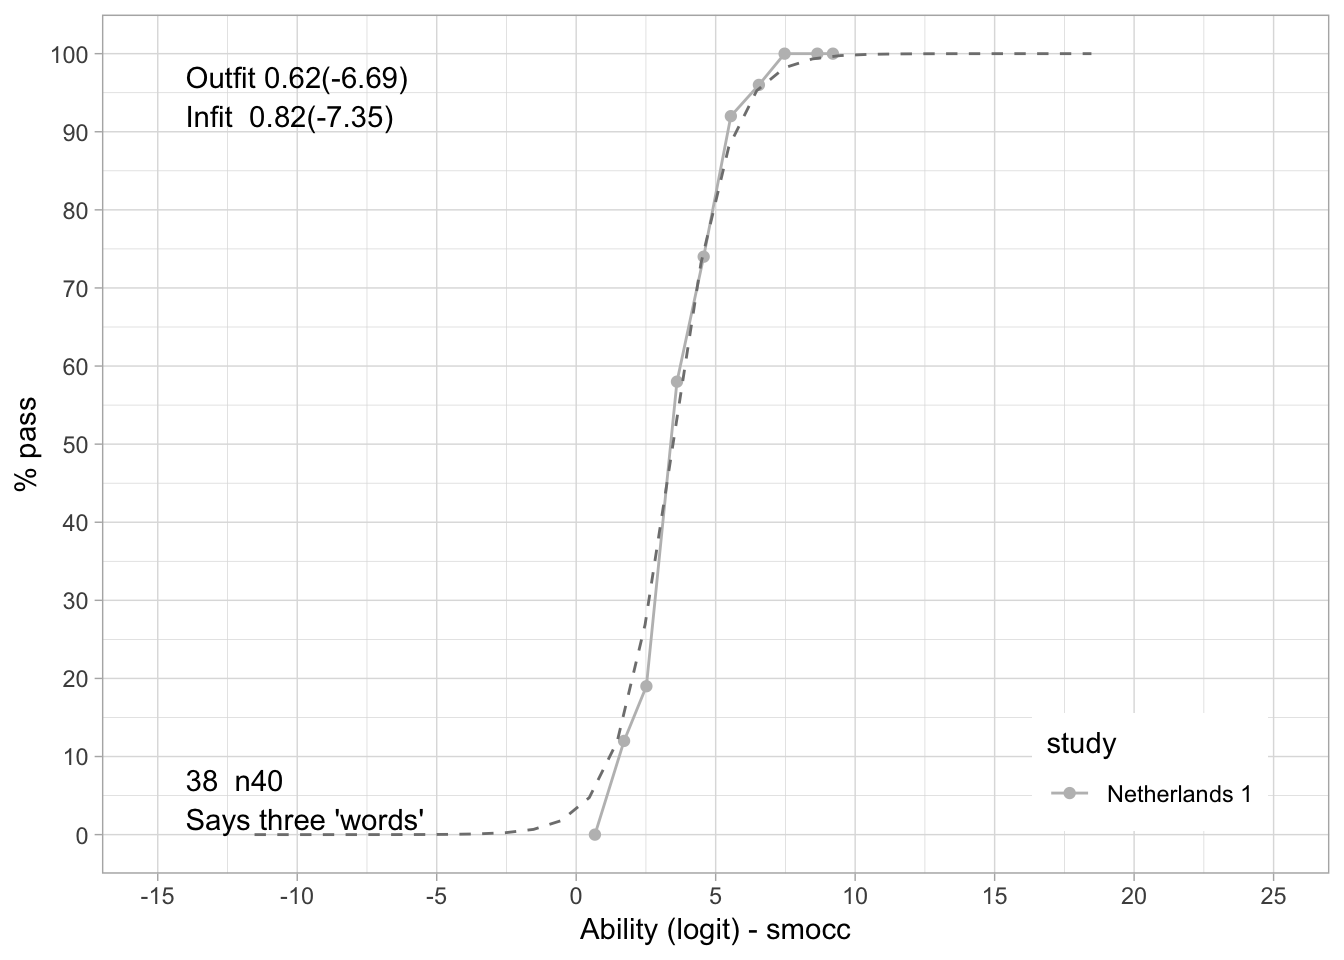 100
90
80
70
60
50
40
30
20
10
0
% pass
Outfit 0.62(-6.69)
Infit  0.82(-7.35)
38  n40
Says three 'words'
study
Netherlands 1
-15 -10 -5 0 5 10 15 20 25
Ability (logit) - smocc